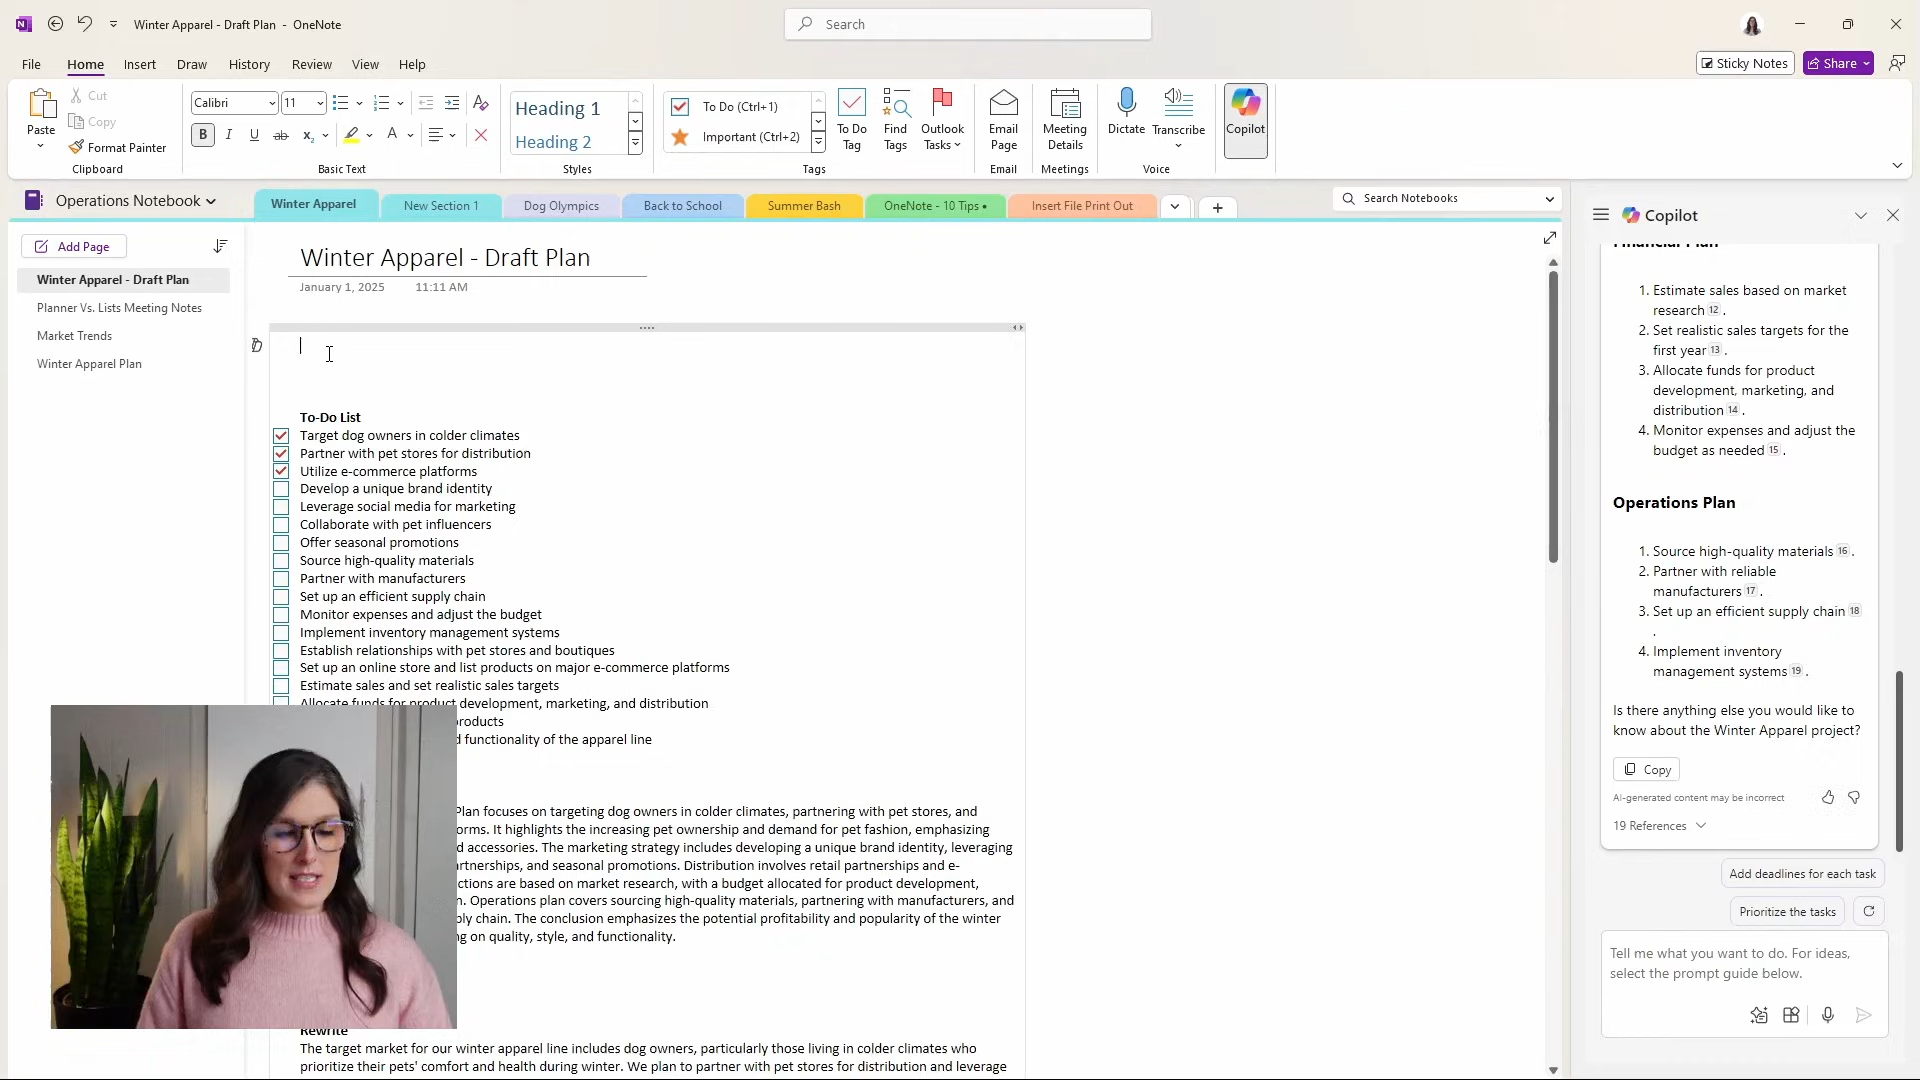 Winter Apparel - Draft Plan - OneNote
Search
File Home Insert Draw History Review View Help
Sticky Notes
Share
Paste
Cut
Copy
Format Painter
Clipboard
Calibri 11
B I U ab x
A
Basic Text
Heading 1
Heading 2
Styles
To Do (Ctrl+1)
Important (Ctrl+2)
To Do
Tag
Find
Tags
Outlook
Tasks
Tags
Email
Page
Email
Meeting
Details
Meetings
Dictate
Transcribe
Voice
Copilot
Operations Notebook
Winter Apparel
New Section 1
Dog Olympics
Back to School
Summer Bash
OneNote - 10 Tips •
Insert File Print Out
Search Notebooks
Add Page
Winter Apparel - Draft Plan
Planner Vs. Lists Meeting Notes
Market Trends
Winter Apparel Plan
Winter Apparel - Draft Plan
January 1, 2025 11:11 AM
To-Do List
Target dog owners in colder climates
Partner with pet stores for distribution
Utilize e-commerce platforms
Develop a unique brand identity
Leverage social media for marketing
Collaborate with pet influencers
Offer seasonal promotions
Source high-quality materials
Partner with manufacturers
Set up an efficient supply chain
Monitor expenses and adjust the budget
Implement inventory management systems
Establish relationships with pet stores and boutiques
Set up an online store and list products on major e-commerce platforms
Estimate sales and set realistic sales targets
Allocate funds for product development, marketing, and distribution
products
functionality of the apparel line
Plan focuses on targeting dog owners in colder climates, partnering with pet stores, and
It highlights the increasing pet ownership and demand for pet fashion, emphasizing
accessories. The marketing strategy includes developing a unique brand identity, leveraging
and seasonal promotions. Distribution involves retail partnerships and e-
are based on market research, with a budget allocated for product development,
Operations plan covers sourcing high-quality materials, partnering with manufacturers, and
chain. The conclusion emphasizes the potential profitability and popularity of the winter
on quality, style, and functionality.
Rewrite
The target market for our winter apparel line includes dog owners, particularly those living in colder climates who
prioritize their pets' comfort and health during winter. We plan to partner with pet stores for distribution and leverage
Copilot
Financial Plan
1. Estimate sales based on market
research 12 .
2. Set realistic sales targets for the
first year 13 .
3. Allocate funds for product
development, marketing, and
distribution 14 .
4. Monitor expenses and adjust the
budget as needed 15 .
Operations Plan
1. Source high-quality materials 16 .
2. Partner with reliable
manufacturers 17 .
3. Set up an efficient supply chain 18
.
4. Implement inventory
management systems 19 .
Is there anything else you would like to
know about the Winter Apparel project?
Copy
AI-generated content may be incorrect
19 References
Add deadlines for each task
Prioritize the tasks
Tell me what you want to do. For ideas,
select the prompt guide below.